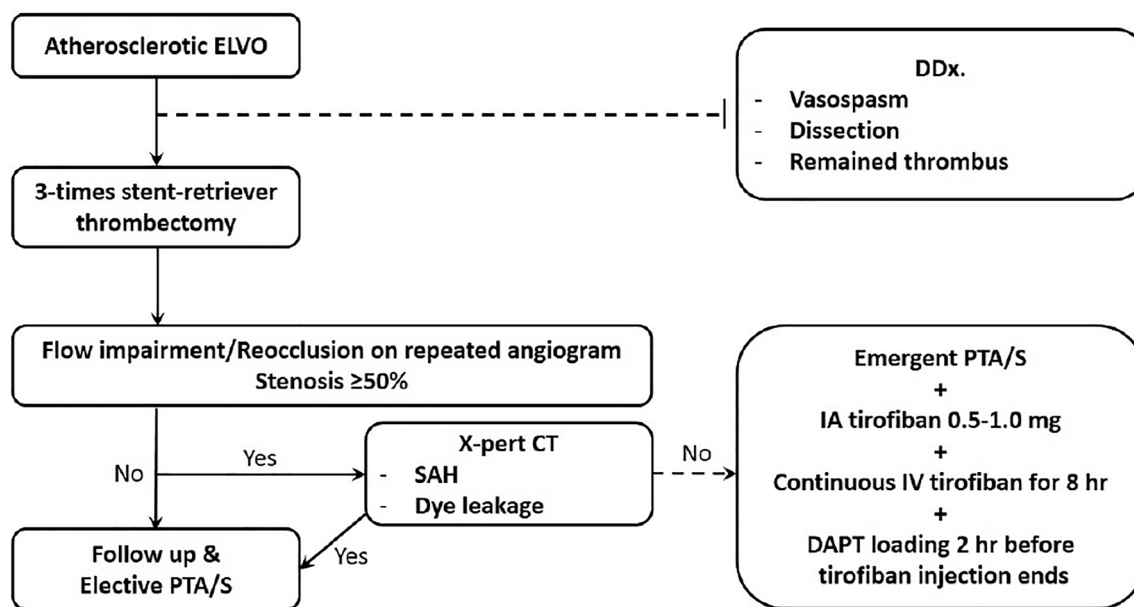 Atherosclerotic ELVO
DDx.
- Vasospasm
- Dissection
- Remained thrombus
3-times stent-retriever
thrombectomy
Flow impairment/Reocclusion on repeated angiogram
Stenosis ≥50%
No
Yes
X-pert CT
- SAH
- Dye leakage
No
Yes
Emergent PTA/S
+
IA tirofiban 0.5-1.0 mg
+
Continuous IV tirofiban for 8 hr
+
DAPT loading 2 hr before
tirofiban injection ends
Follow up &
Elective PTA/S